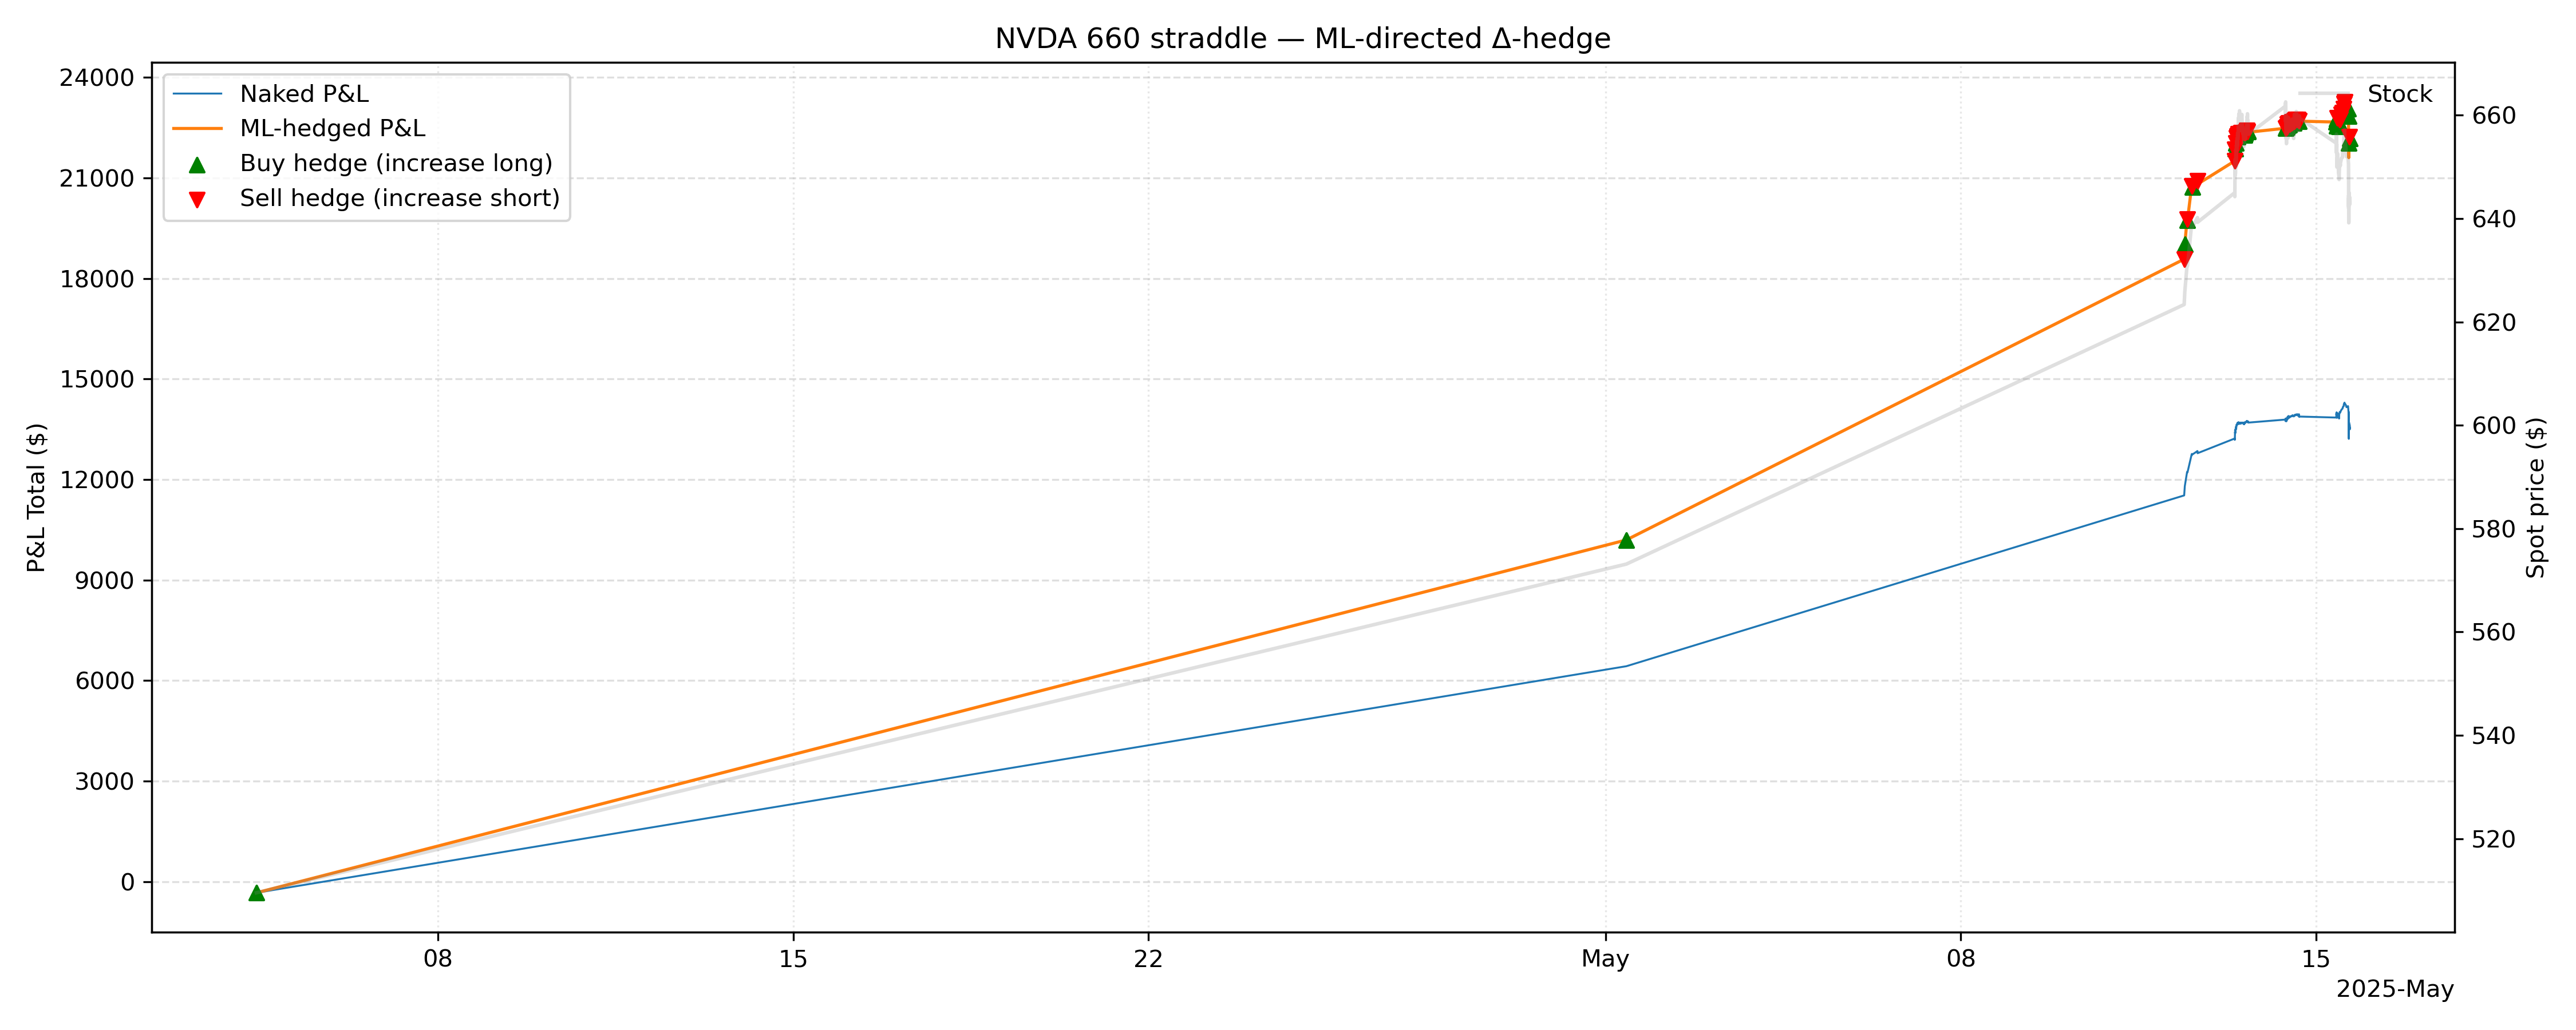 NVDA 660 straddle — ML-directed Δ-hedge
Naked P&L
ML-hedged P&L
Buy hedge (increase long)
Sell hedge (increase short)
Stock
P&L Total ($)
24000
21000
18000
15000
12000
9000
6000
3000
0
Spot price ($)
660
640
620
600
580
560
540
520
08
15
22
May
08
15
2025-May